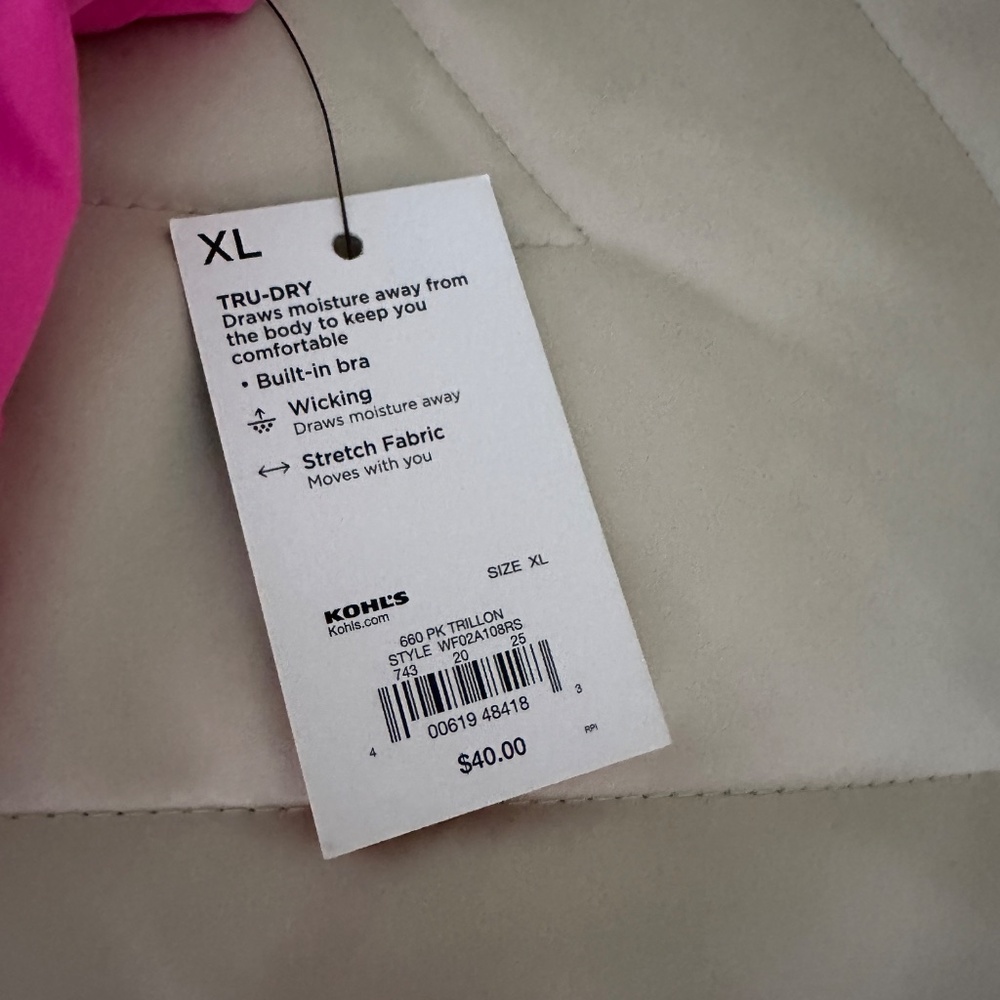 XL
TRU-DRY
Draws moisture away from
the body to keep you
comfortable
• Built-in bra
Wicking
Draws moisture away
Stretch Fabric
Moves with you
SIZE XL
KOHL'S
Kohls.com
660 PK TRILLON
STYLE WF02A108RS
743 20 25
4 00619 48418 3
$40.00
RPI